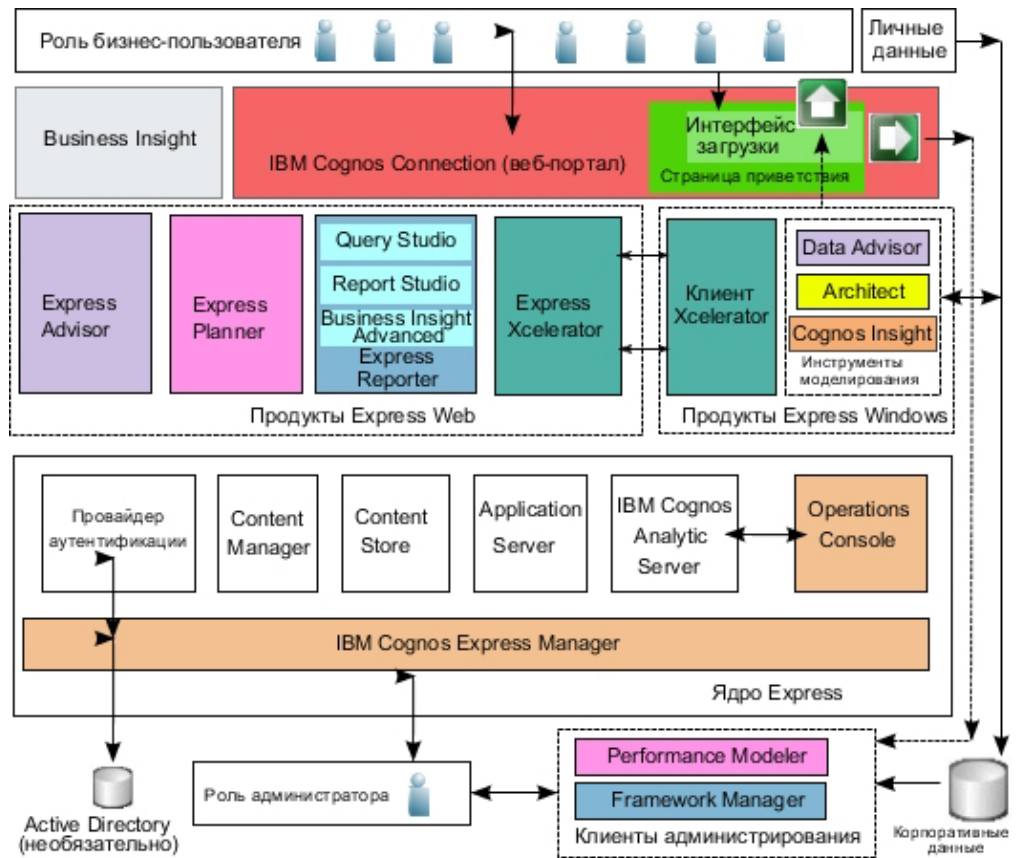 Роль бизнес-пользователя
Личные
данные
Business Insight
IBM Cognos Connection (веб-портал)
Интерфейс
загрузки
Страница приветствия
Express
Advisor
Express
Planner
Query Studio
Report Studio
Business Insight
Advanced
Express
Reporter
Express
Xcelerator
Клиент
Xcelerator
Data Advisor
Architect
Cognos Insight
Инструменты
моделирования
Продукты Express Web
Продукты Express Windows
Провайдер
аутентификации
Content
Manager
Content
Store
Application
Server
IBM Cognos
Analytic
Server
Operations
Console
IBM Cognos Express Manager
Ядро Express
Active Directory
(необязательно)
Роль администратора
Performance Modeler
Framework Manager
Клиенты администрирования
Корпоративные
данные